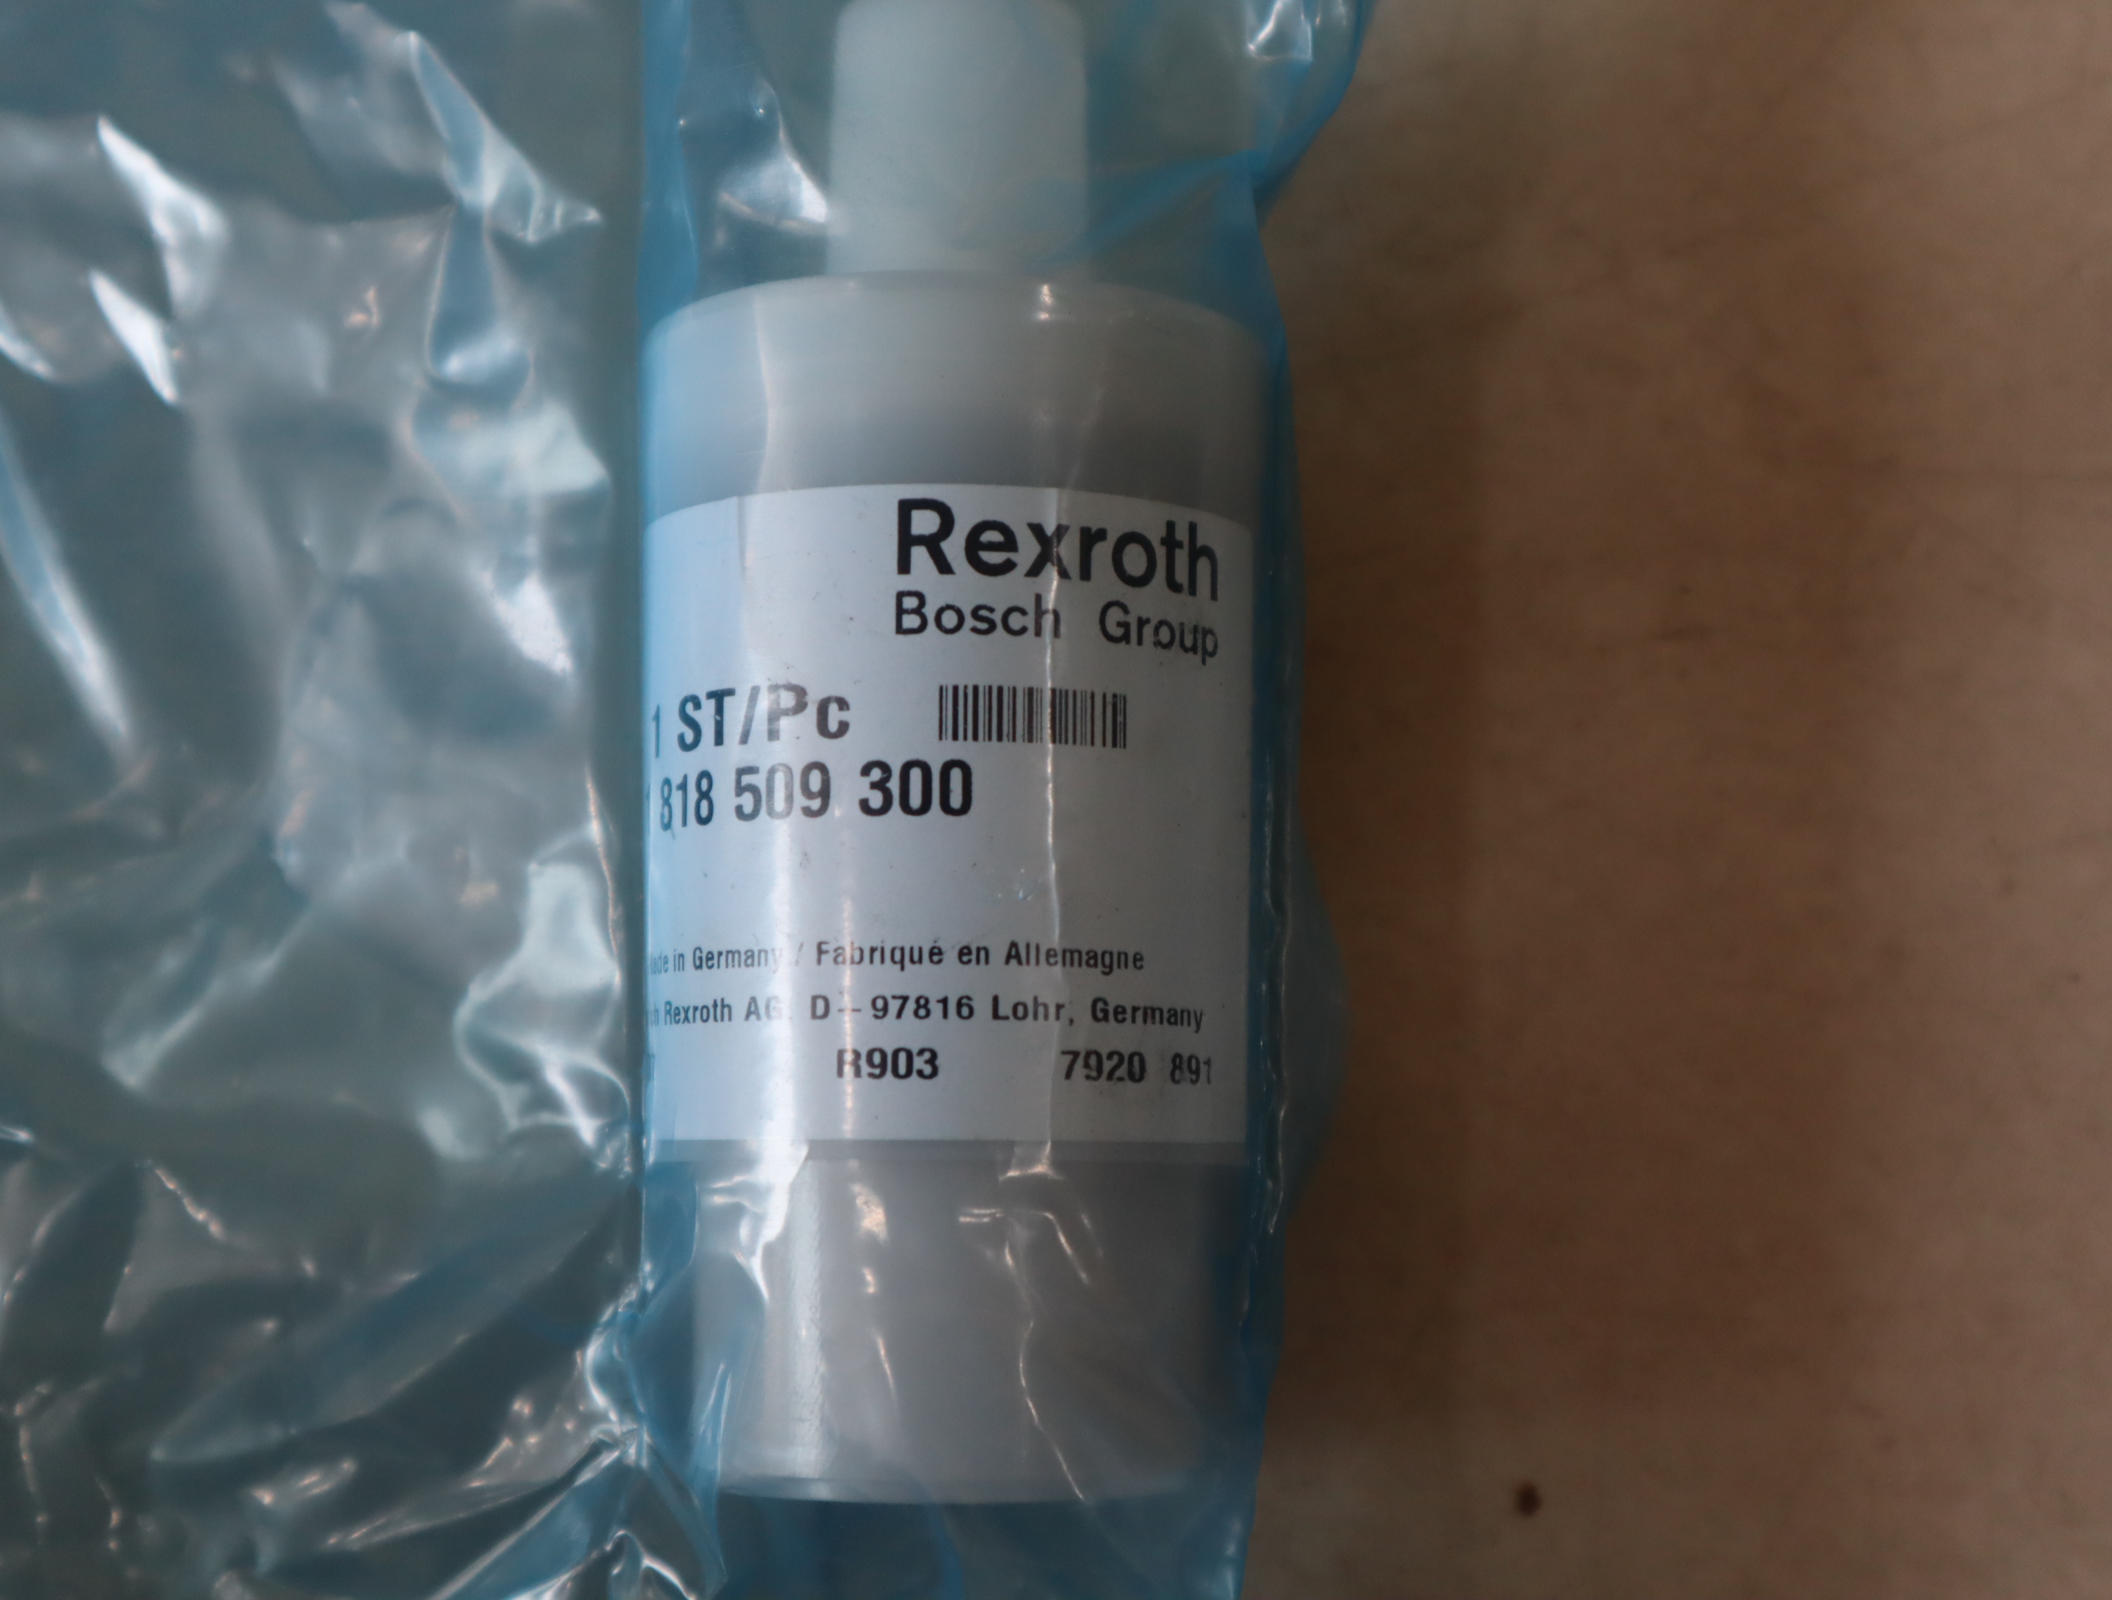 Rexroth
Bosch Group
1 ST/Pc
1 818 509 300
in Germany / Fabriqué en Allemagne
Rexroth AG D-97816 Lohr, Germany
R903 7920 891